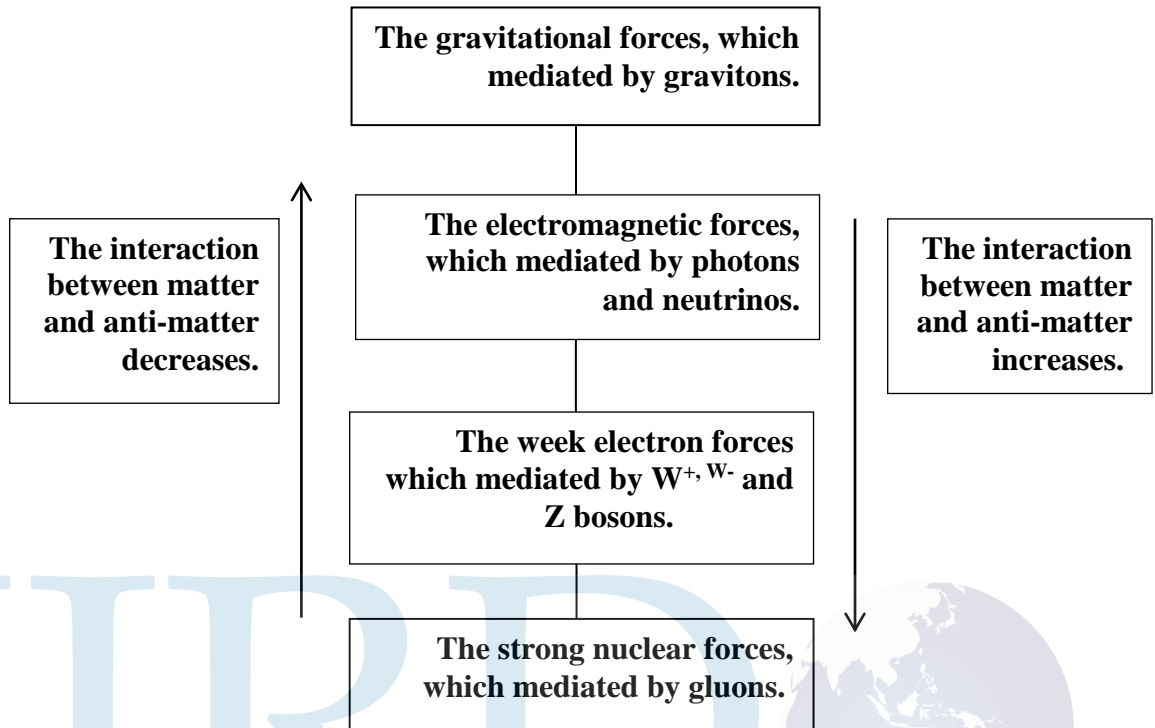 The gravitational forces, which
mediated by gravitons.
The electromagnetic forces,
which mediated by photons
and neutrinos.
The interaction
between matter
and anti-matter
decreases.
The interaction
between matter
and anti-matter
increases.
The week electron forces
which mediated by W+, W- and
Z bosons.
The strong nuclear forces,
which mediated by gluons.